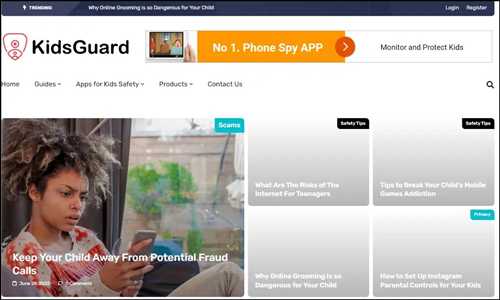 TRENDING Why Online Grooming is so Dangerous for Your Child Login Register
KidsGuard No 1. Phone Spy APP Monitor and Protect Kids
Home Guides Apps for Kids Safety Products Contact Us
Scams Safety Tips Safety Tips
What Are The Risks of The
Internet For Teenagers
Tips to Break Your Child's Mobile
Games Addiction
Privacy
Keep Your Child Away From Potential Fraud
Calls
Comments
Why Online Grooming is so
Dangerous for Your Child
How to Set Up Instagram
Parental Controls for Your Kids